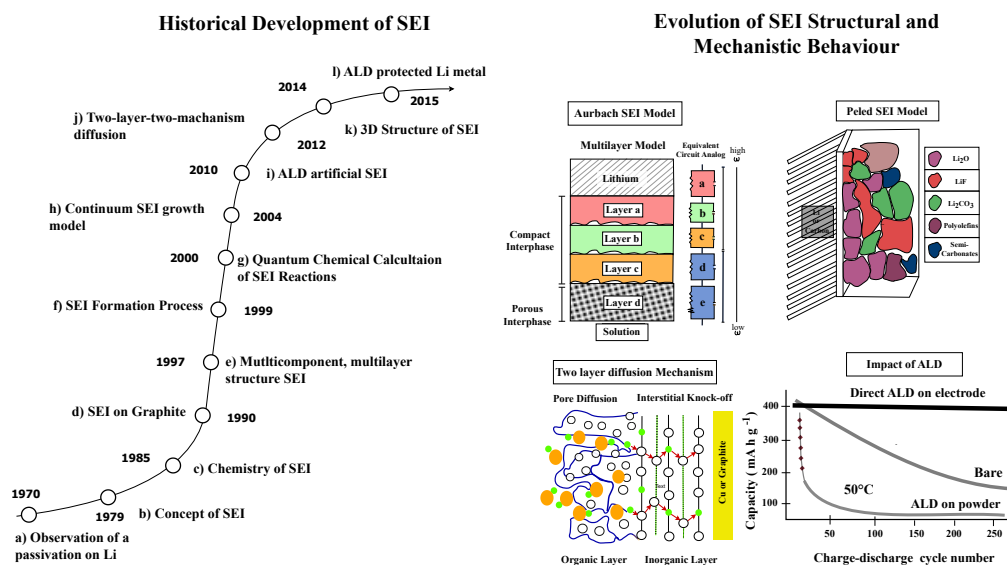 Historical Development of SEI
l) ALD protected Li metal
2014
2015
j) Two-layer-two-machanism
diffusion
k) 3D Structure of SEI
2012
2010
i) ALD artificial SEI
h) Continuum SEI growth
model
2004
2000
g) Quantum Chemical Calcultaion
of SEI Reactions
f) SEI Formation Process
1999
1997
e) Mutlticomponent, multilayer
structure SEI
d) SEI on Graphite
1990
1985
c) Chemistry of SEI
1970
1979
b) Concept of SEI
a) Observation of a
passivation on Li
Evolution of SEI Structural and
Mechanistic Behaviour
Aurbach SEI Model
Multilayer Model
Equivalent
Circuit Analog
high
ω
Lithium
Layer a
Layer b
Layer c
Layer d
Solution
Compact
Interphase
Porous
Interphase
a
b
c
d
e
low
ω
Peled SEI Model
Li or
Carbon
Li₂O
LiF
Li₂CO₃
Polyolefins
Semi-
Carbonates
Two layer diffusion Mechanism
Pore Diffusion
Interstitial Knock-off
Text
Cu or Graphite
Organic Layer
Inorganic Layer
Impact of ALD
Direct ALD on electrode
Bare
50°C
ALD on powder
Capacity ( mA h g⁻¹)
400
300
200
100
50
100
150
200
250
Charge-discharge cycle number